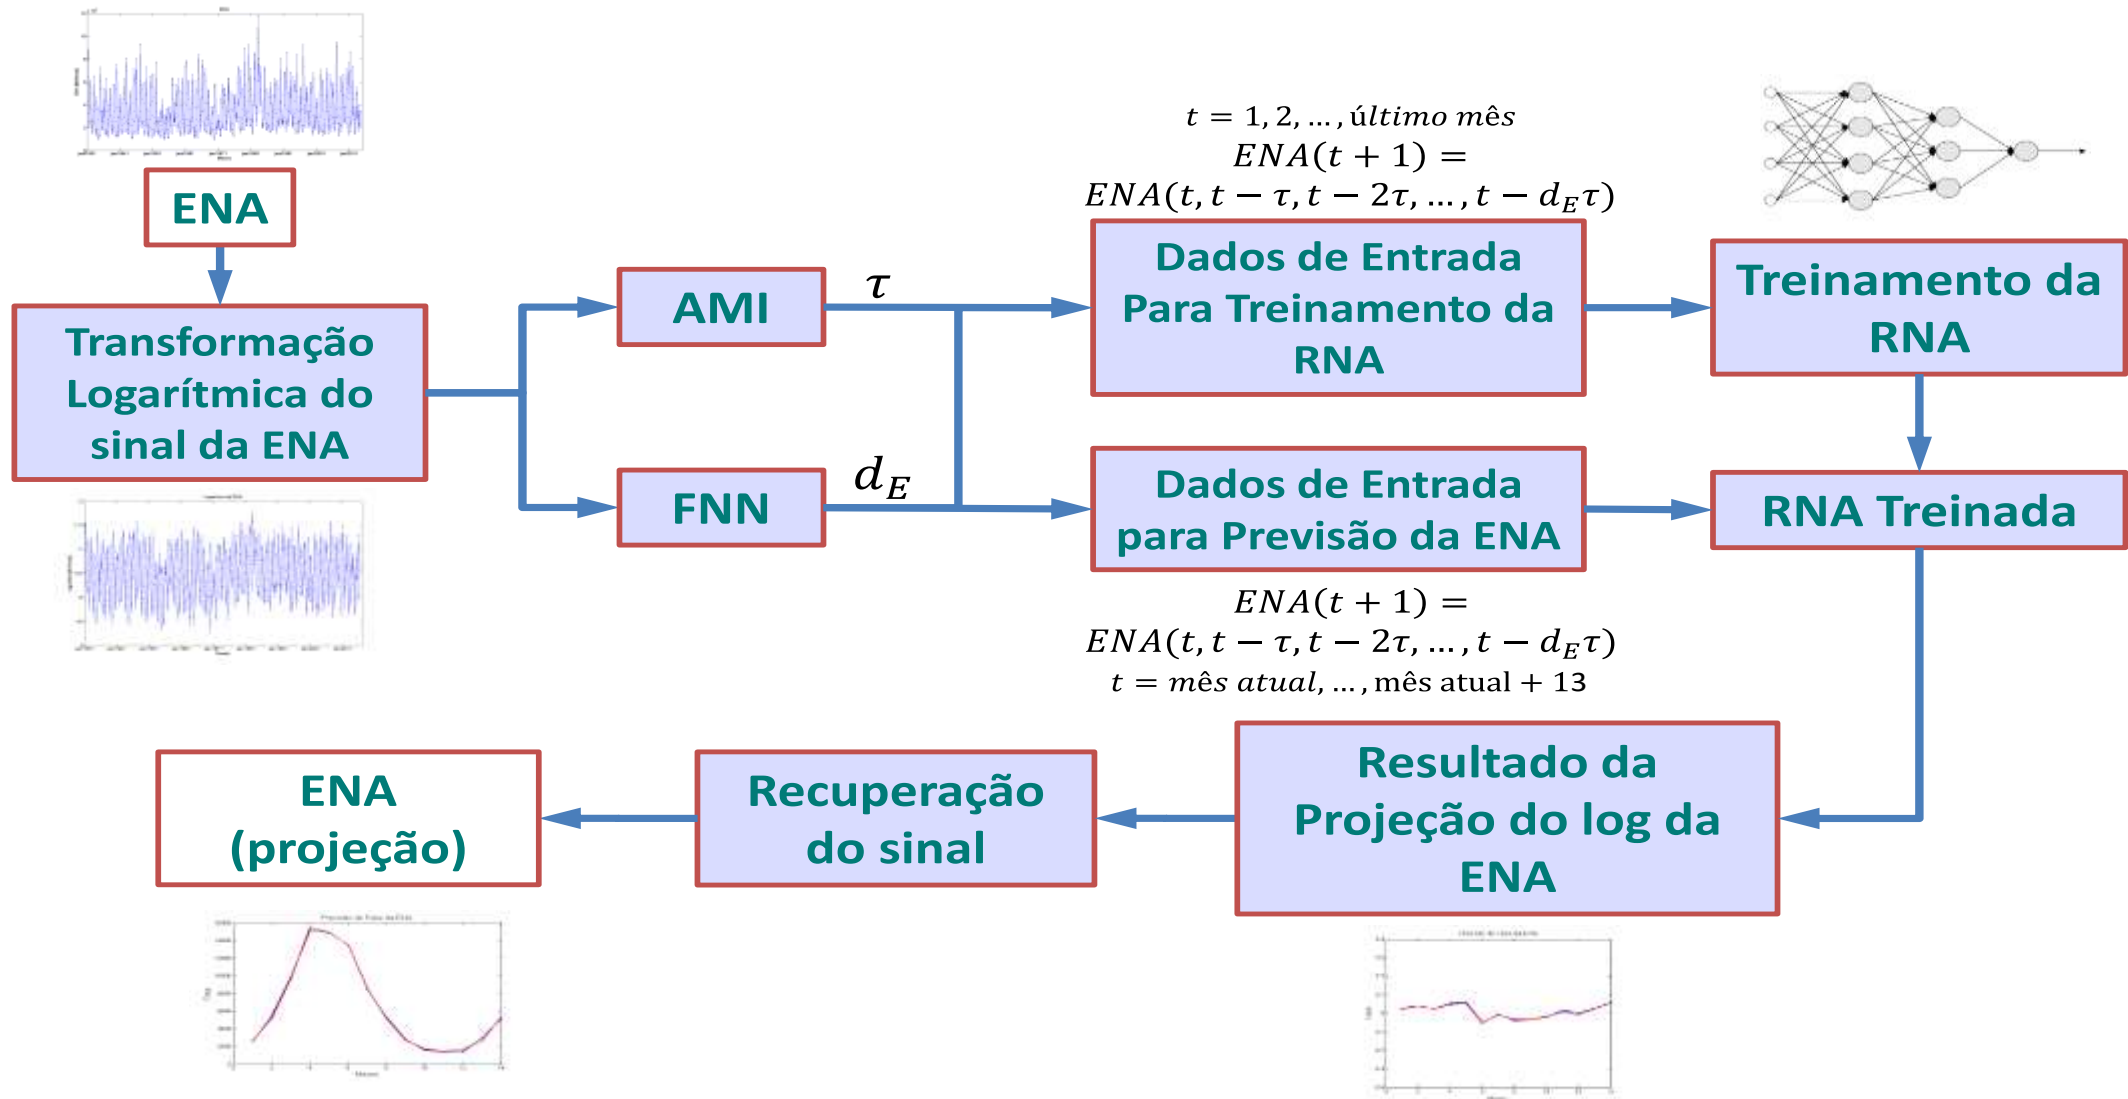 ENA
Transformação
Logarítmica do
sinal da ENA
AMI
τ
FNN
d_E
t = 1, 2, … , último mês
ENA(t + 1) =
ENA(t, t − τ, t − 2τ, … , t − d_Eτ)
Dados de Entrada
Para Treinamento da
RNA
Treinamento da
RNA
Dados de Entrada
para Previsão da ENA
ENA(t + 1) =
ENA(t, t − τ, t − 2τ, … , t − d_Eτ)
t = mês atual, … , mês atual + 13
RNA Treinada
Resultado da
Projeção do log da
ENA
Recuperação
do sinal
ENA
(projeção)